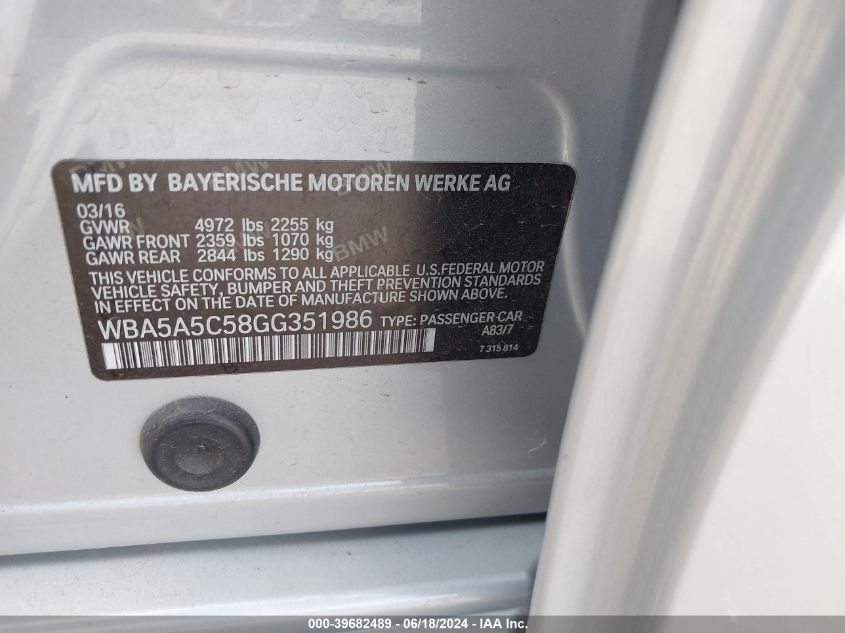 MFD BY BAYERISCHE MOTOREN WERKE AG
03/16
GVWR 4972 lbs 2255 kg
GAWR FRONT 2359 lbs 1070 kg
GAWR REAR 2844 lbs 1290 kg
THIS VEHICLE CONFORMS TO ALL APPLICABLE U.S.FEDERAL MOTOR
VEHICLE SAFETY, BUMPER AND THEFT PREVENTION STANDARDS
IN EFFECT ON THE DATE OF MANUFACTURE SHOWN ABOVE.
WBA5A5C58GG351986 TYPE: PASSENGER CAR
A83/7
7 315 814
BMW
BMW
BMW
000-39682489 - 06/18/2024 - IAA Inc.